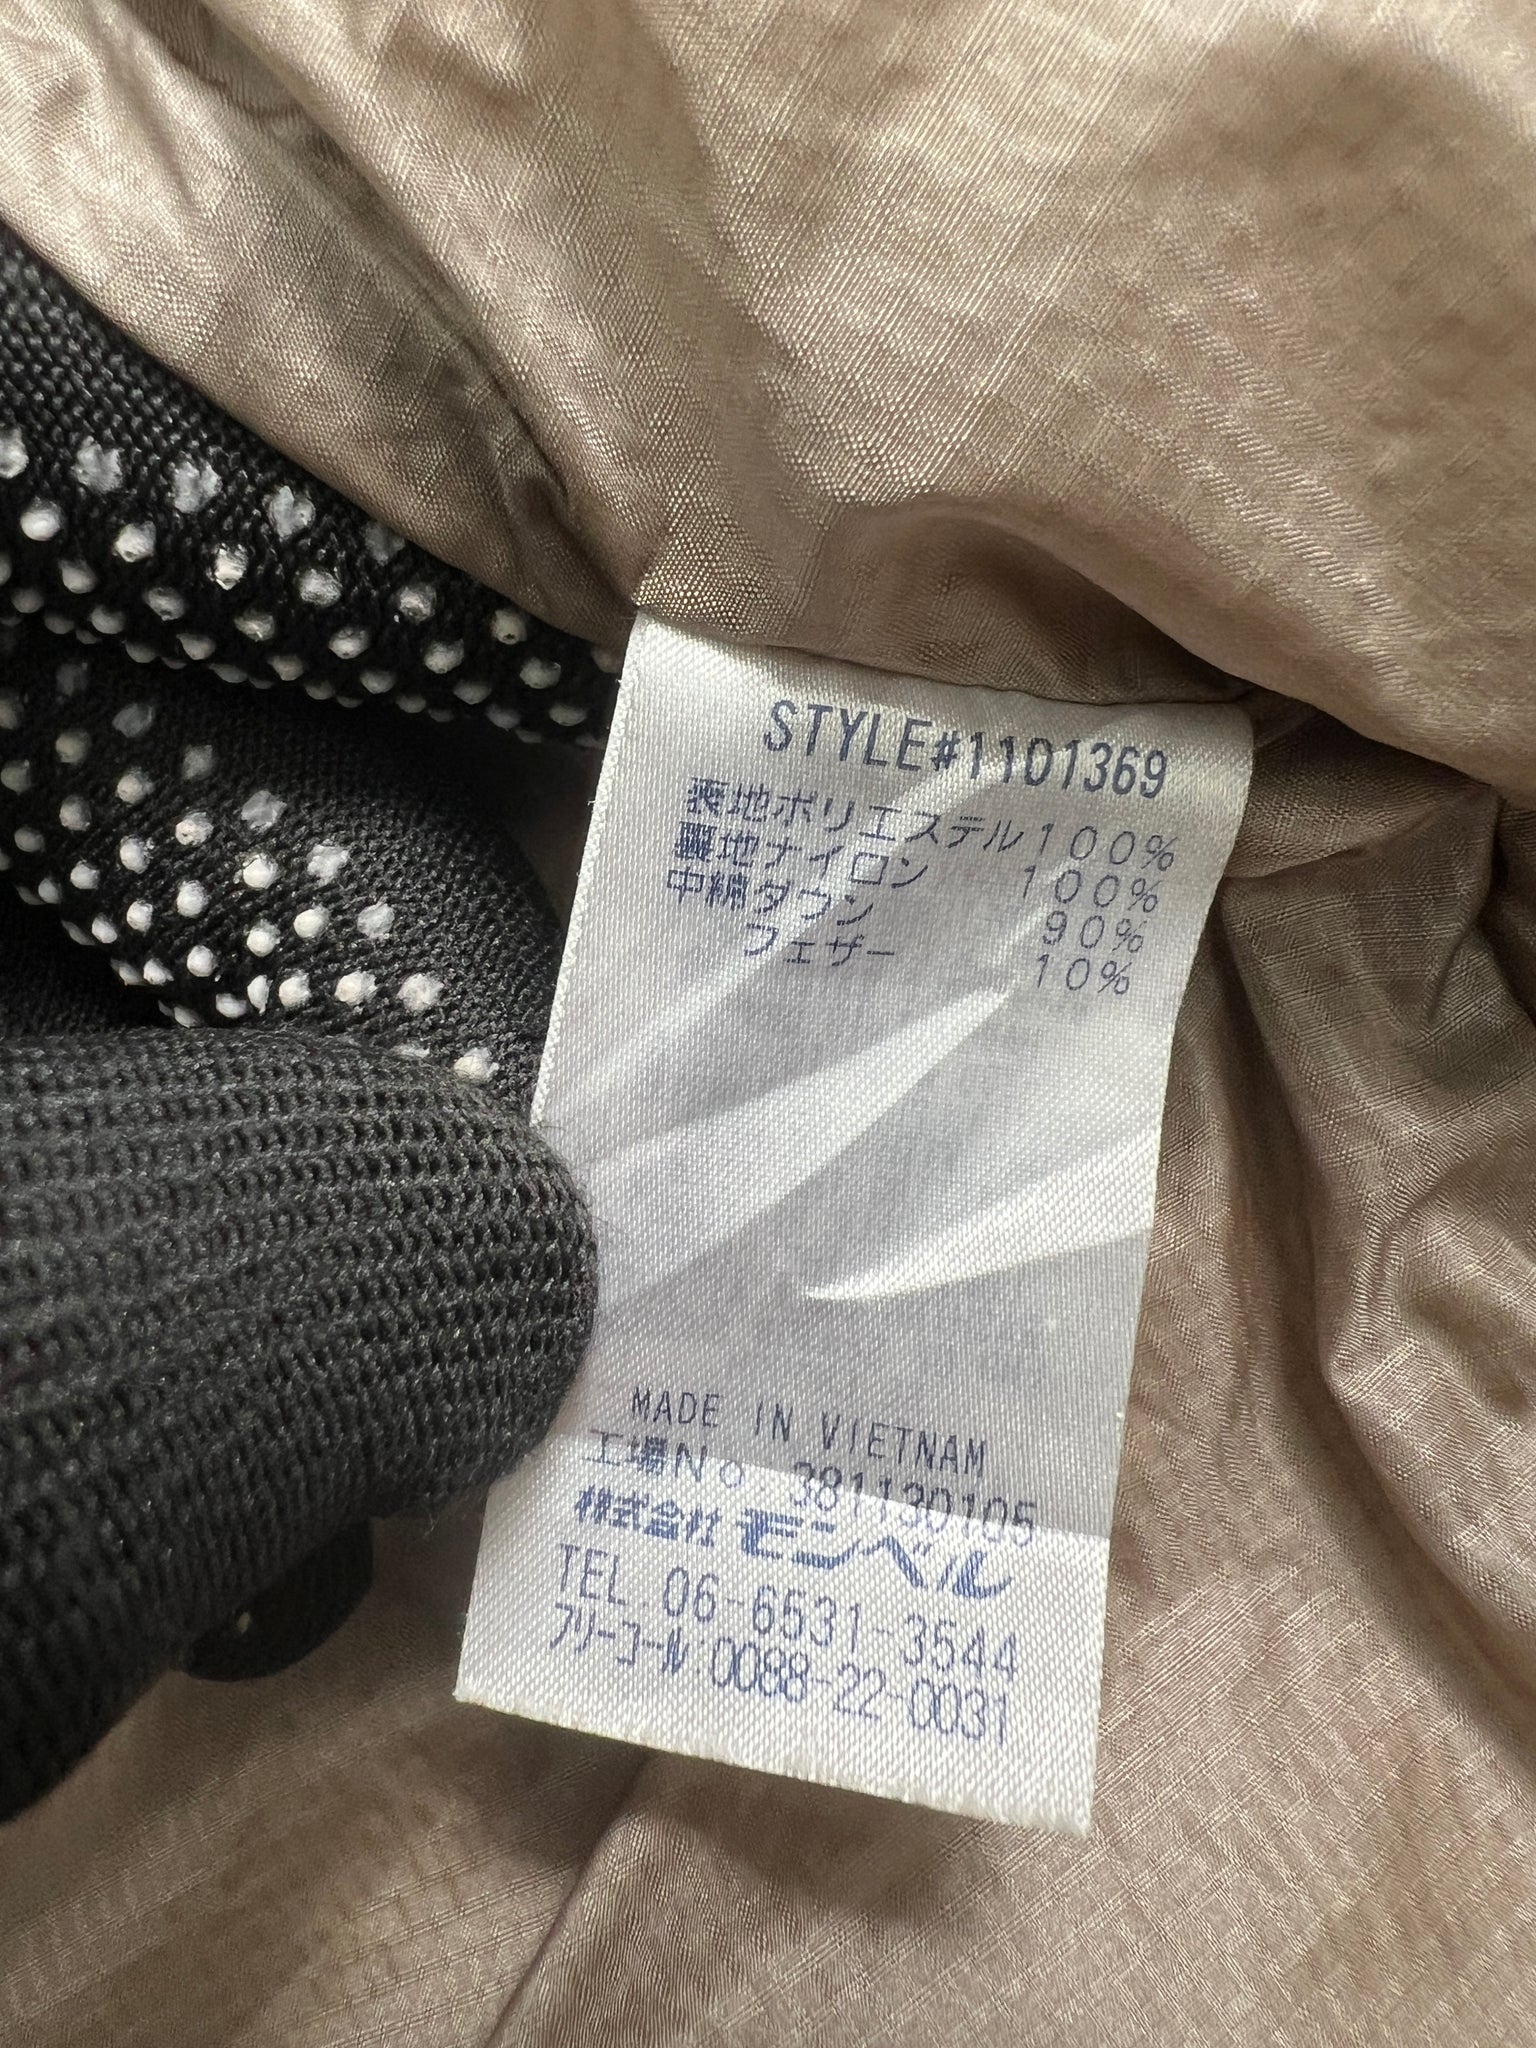 STYLE#1101369
表地ポリエステル100%
裏地ナイロン 100%
中綿ダウン 90%
フェザー 10%
MADE IN VIETNAM
工場No. 381130105
株式会社モンベル
TEL.06-6531-3544
フリーコール:0088-22-0031